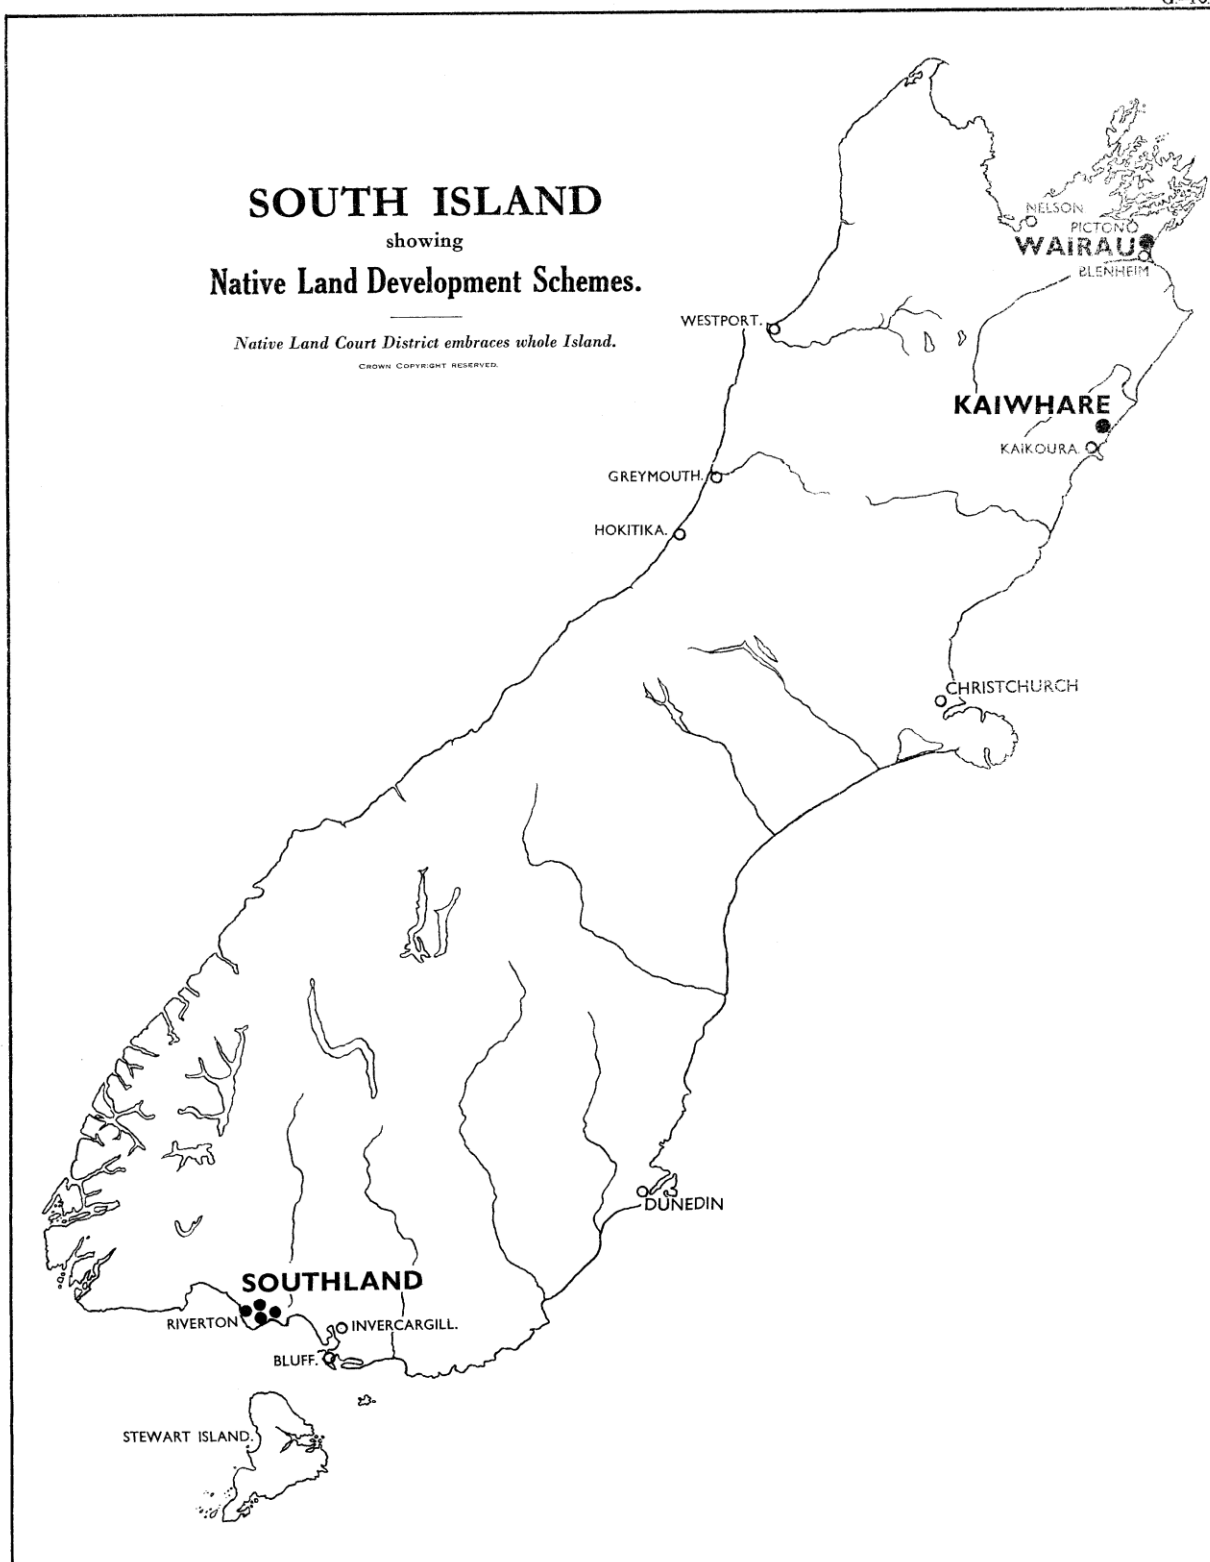 SOUTH ISLAND
showing
Native Land Development Schemes.
Native Land Court District embraces whole Island.
CROWN COPYRIGHT RESERVED.
NELSON
PICTON
WAIRAU
BLENHEIM
WESTPORT.
KAIWHARE
KAIKOURA.
GREYMOUTH.
HOKITIKA.
CHRISTCHURCH
DUNEDIN
SOUTHLAND
RIVERTON
INVERCARGILL.
BLUFF.
STEWART ISLAND.